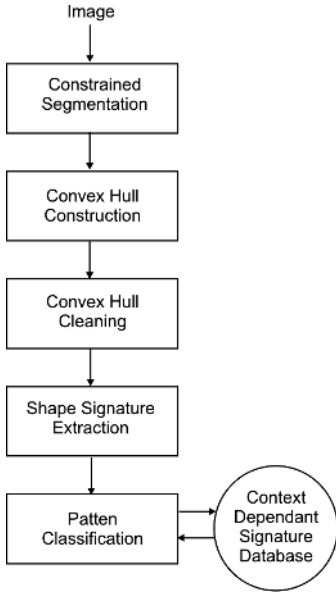 Image
Constrained
Segmentation
Convex Hull
Construction
Convex Hull
Cleaning
Shape Signature
Extraction
Patten
Classification
Context
Dependant
Signature
Database